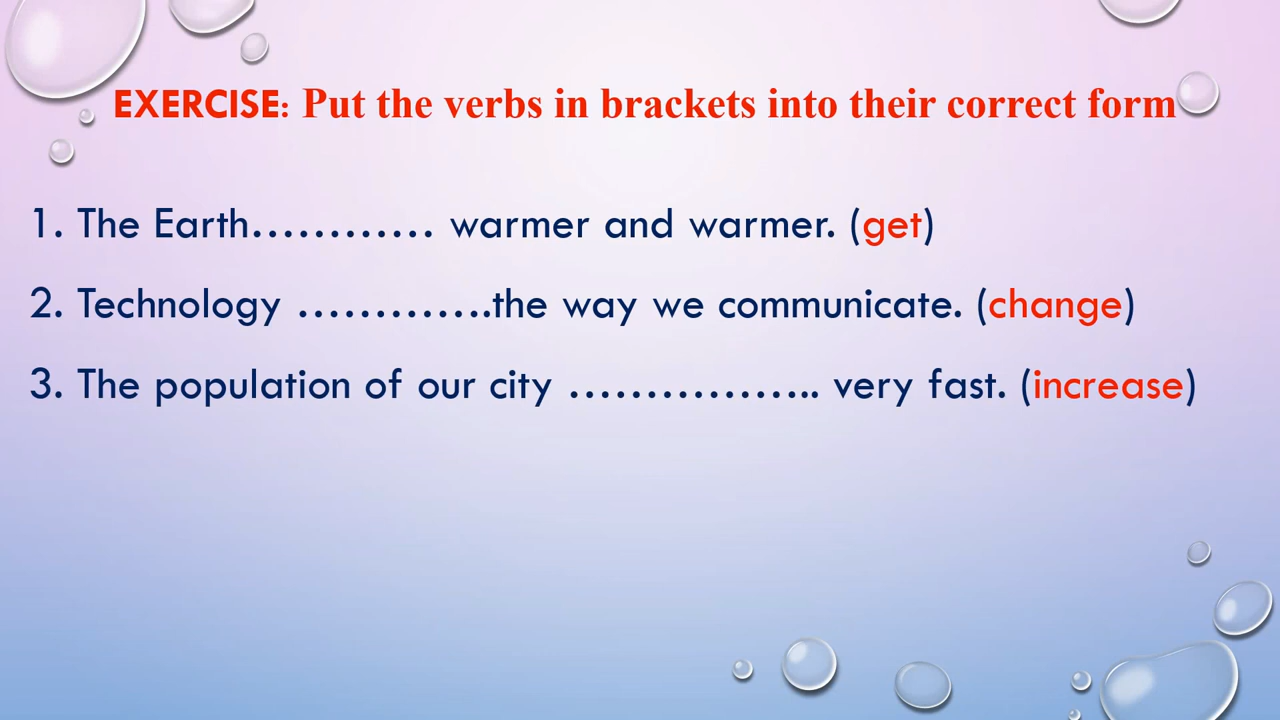 EXERCISE: Put the verbs in brackets into their correct form
1. The Earth………… warmer and warmer. (get)
2. Technology ………….the way we communicate. (change)
3. The population of our city …………….. very fast. (increase)